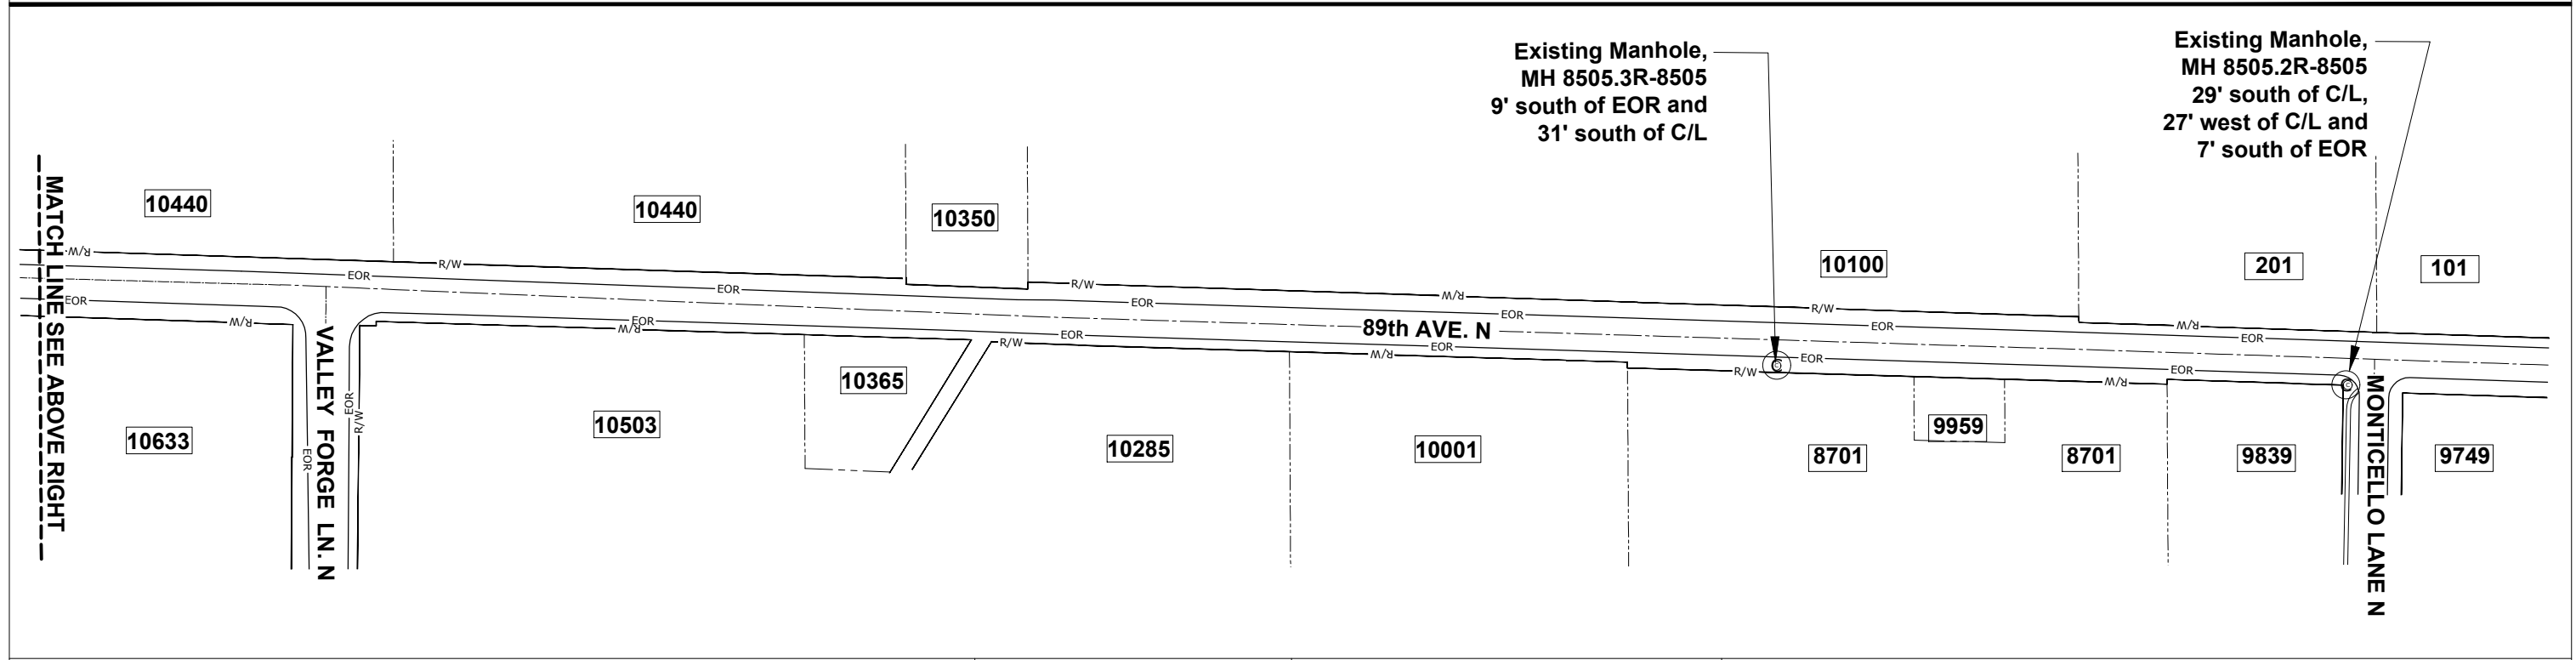 Existing Manhole,
MH 8505.3R-8505
9' south of EOR and
31' south of C/L
Existing Manhole,
MH 8505.2R-8505
29' south of C/L,
27' west of C/L and
7' south of EOR
MATCH LINE SEE ABOVE RIGHT
10440
10440
10350
10100
201
101
R/W
R/W
R/W
R/W
R/W
R/W
EOR
EOR
EOR
EOR
EOR
EOR
89th AVE. N
EOR
EOR
EOR
EOR
EOR
EOR
R/W
R/W
R/W
R/W
R/W
R/W
VALLEY FORGE LN. N
EOR
EOR
R/W
MONTICELLO LANE N
10633
10503
10365
10285
10001
8701
9959
8701
9839
9749